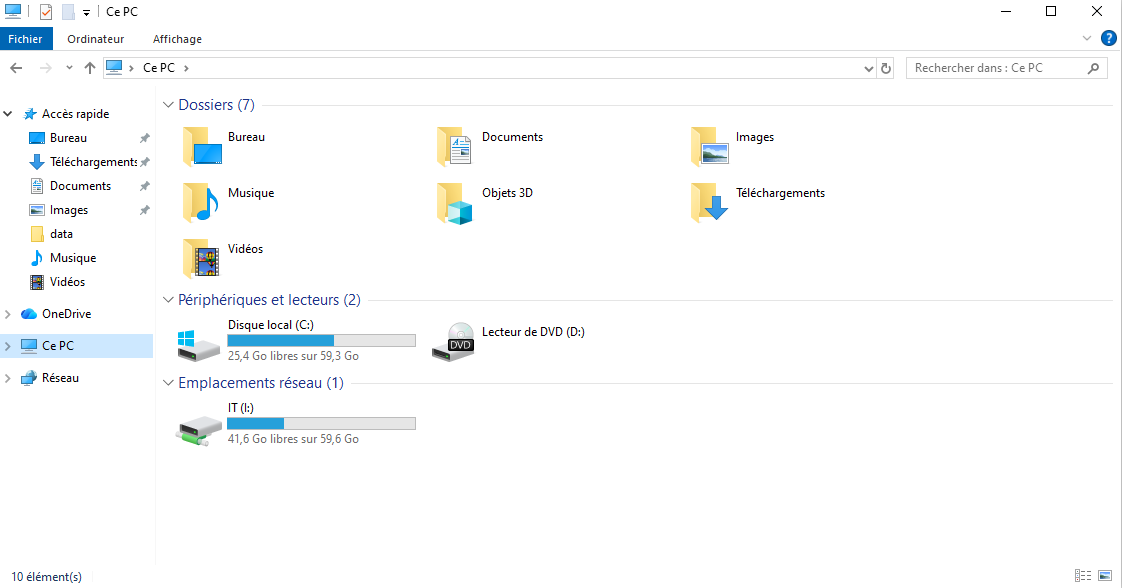 Ce PC
Fichier
Ordinateur
Affichage
?
Ce PC
Rechercher dans : Ce PC
Accès rapide
Bureau
Téléchargements
Documents
Images
data
Musique
Vidéos
OneDrive
Ce PC
Réseau
Dossiers (7)
Bureau
Documents
Images
Musique
Objets 3D
Téléchargements
Vidéos
Périphériques et lecteurs (2)
Disque local (C:)
25,4 Go libres sur 59,3 Go
DVD
Lecteur de DVD (D:)
Emplacements réseau (1)
IT (I:)
41,6 Go libres sur 59,6 Go
10 élément(s)